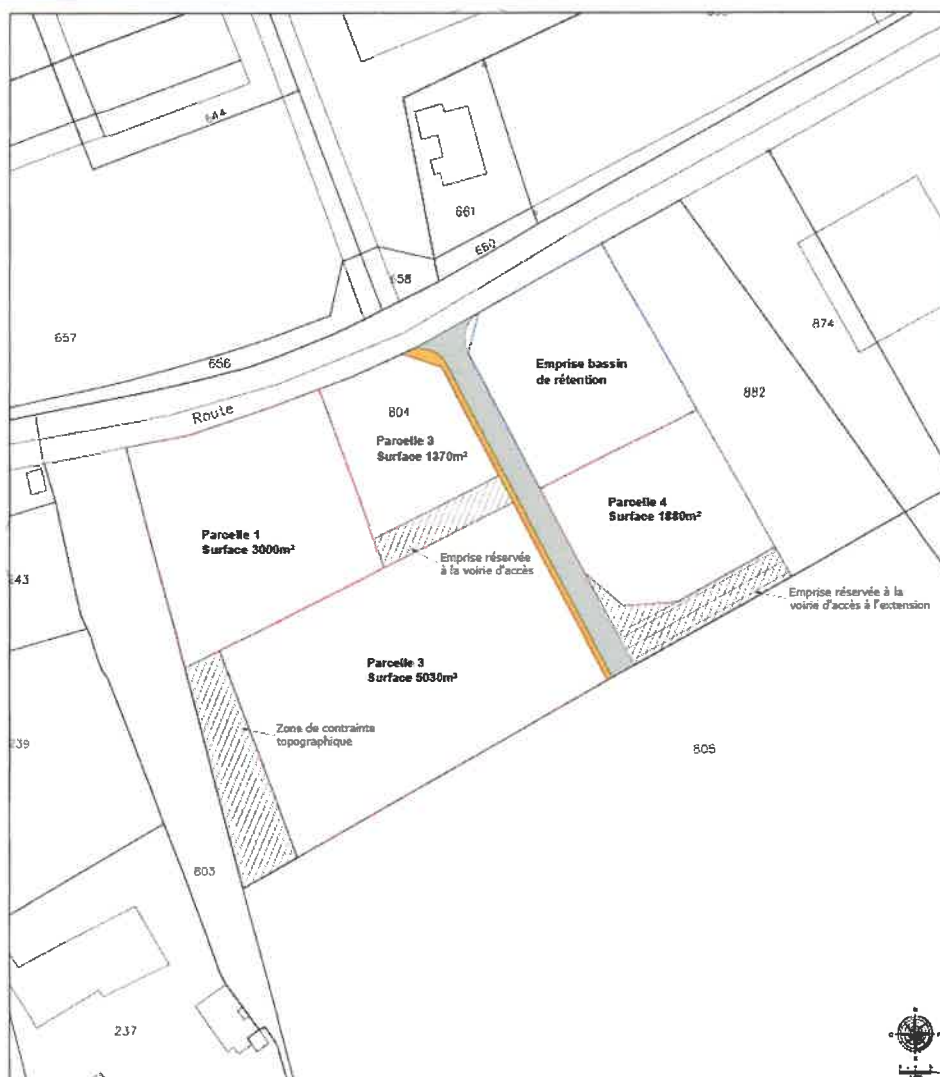 644
661
660
658
657
656
874
Route
Emprise bassin
de rétention
882
804
Parcelle 3
Surface 1370m²
Parcelle 4
Surface 1880m²
Parcelle 1
Surface 3000m²
Emprise réservée
à la voirie d'accès
Emprise réservée à la
voirie d'accès à l'extension
243
Parcelle 3
Surface 5030m²
Zone de contrainte
topographique
239
805
803
237